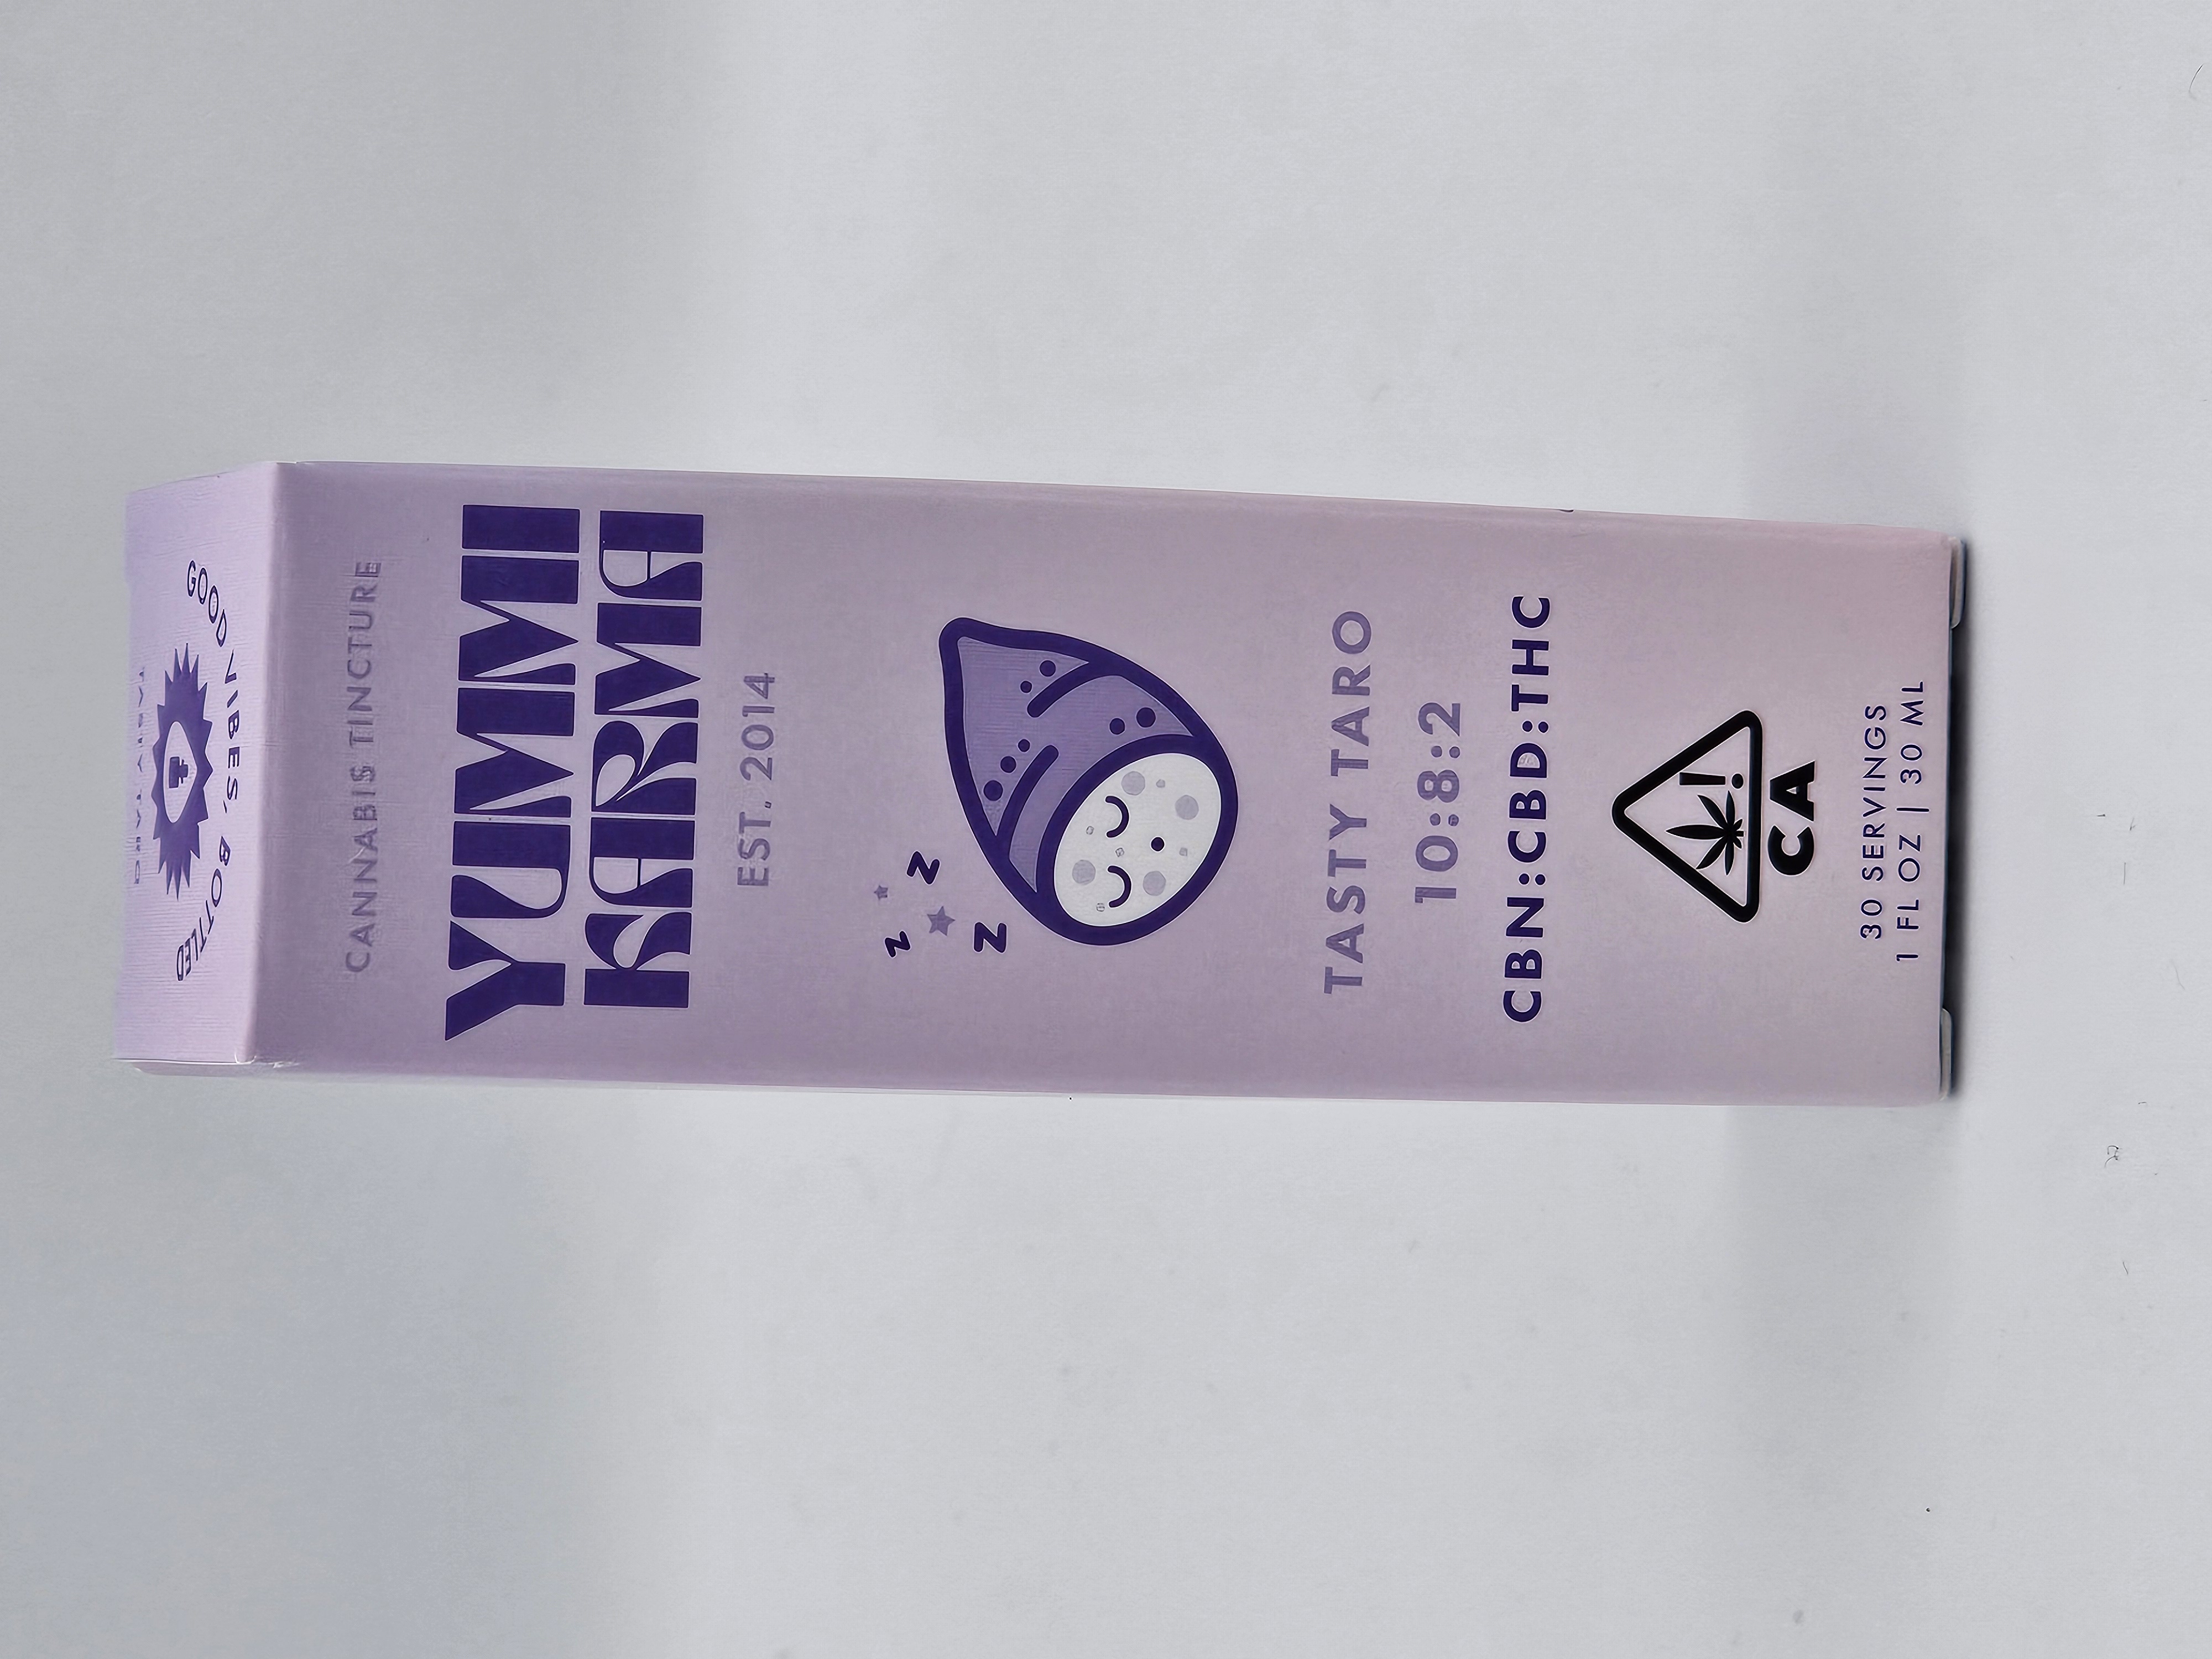 GOOD VIBES, BOTTLED
CANNABIS TINCTURE
YUMMI
KARMA
EST. 2014
z
z
z
TASTY TARO
10:8:2
CBN:CBD:THC
!
CA
30 SERVINGS
1 FL OZ | 30 ML